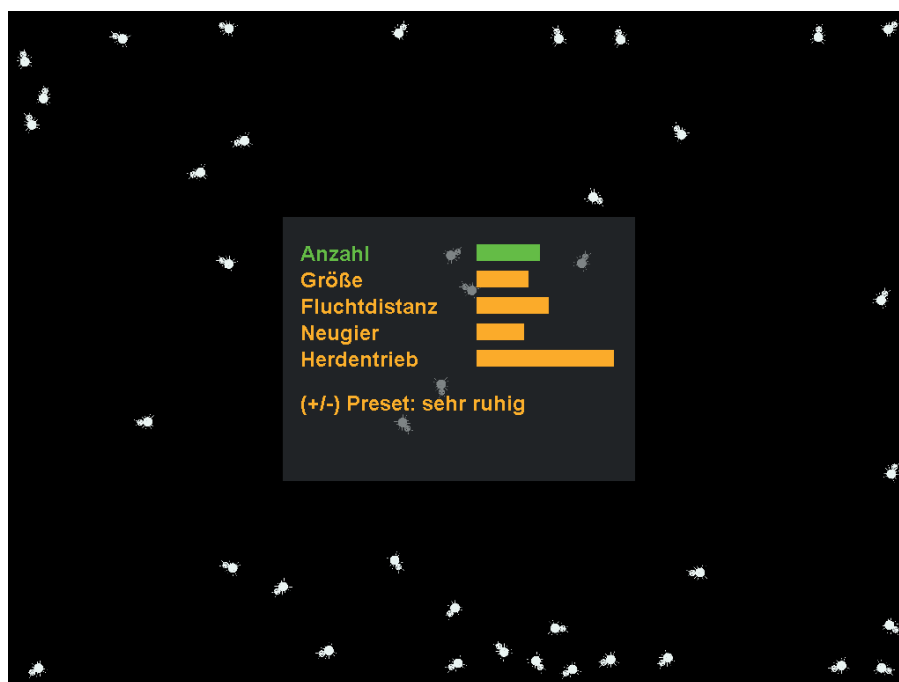 Anzahl
Größe
Fluchtdistanz
Neugier
Herdentrieb
(+/-) Preset: sehr ruhig